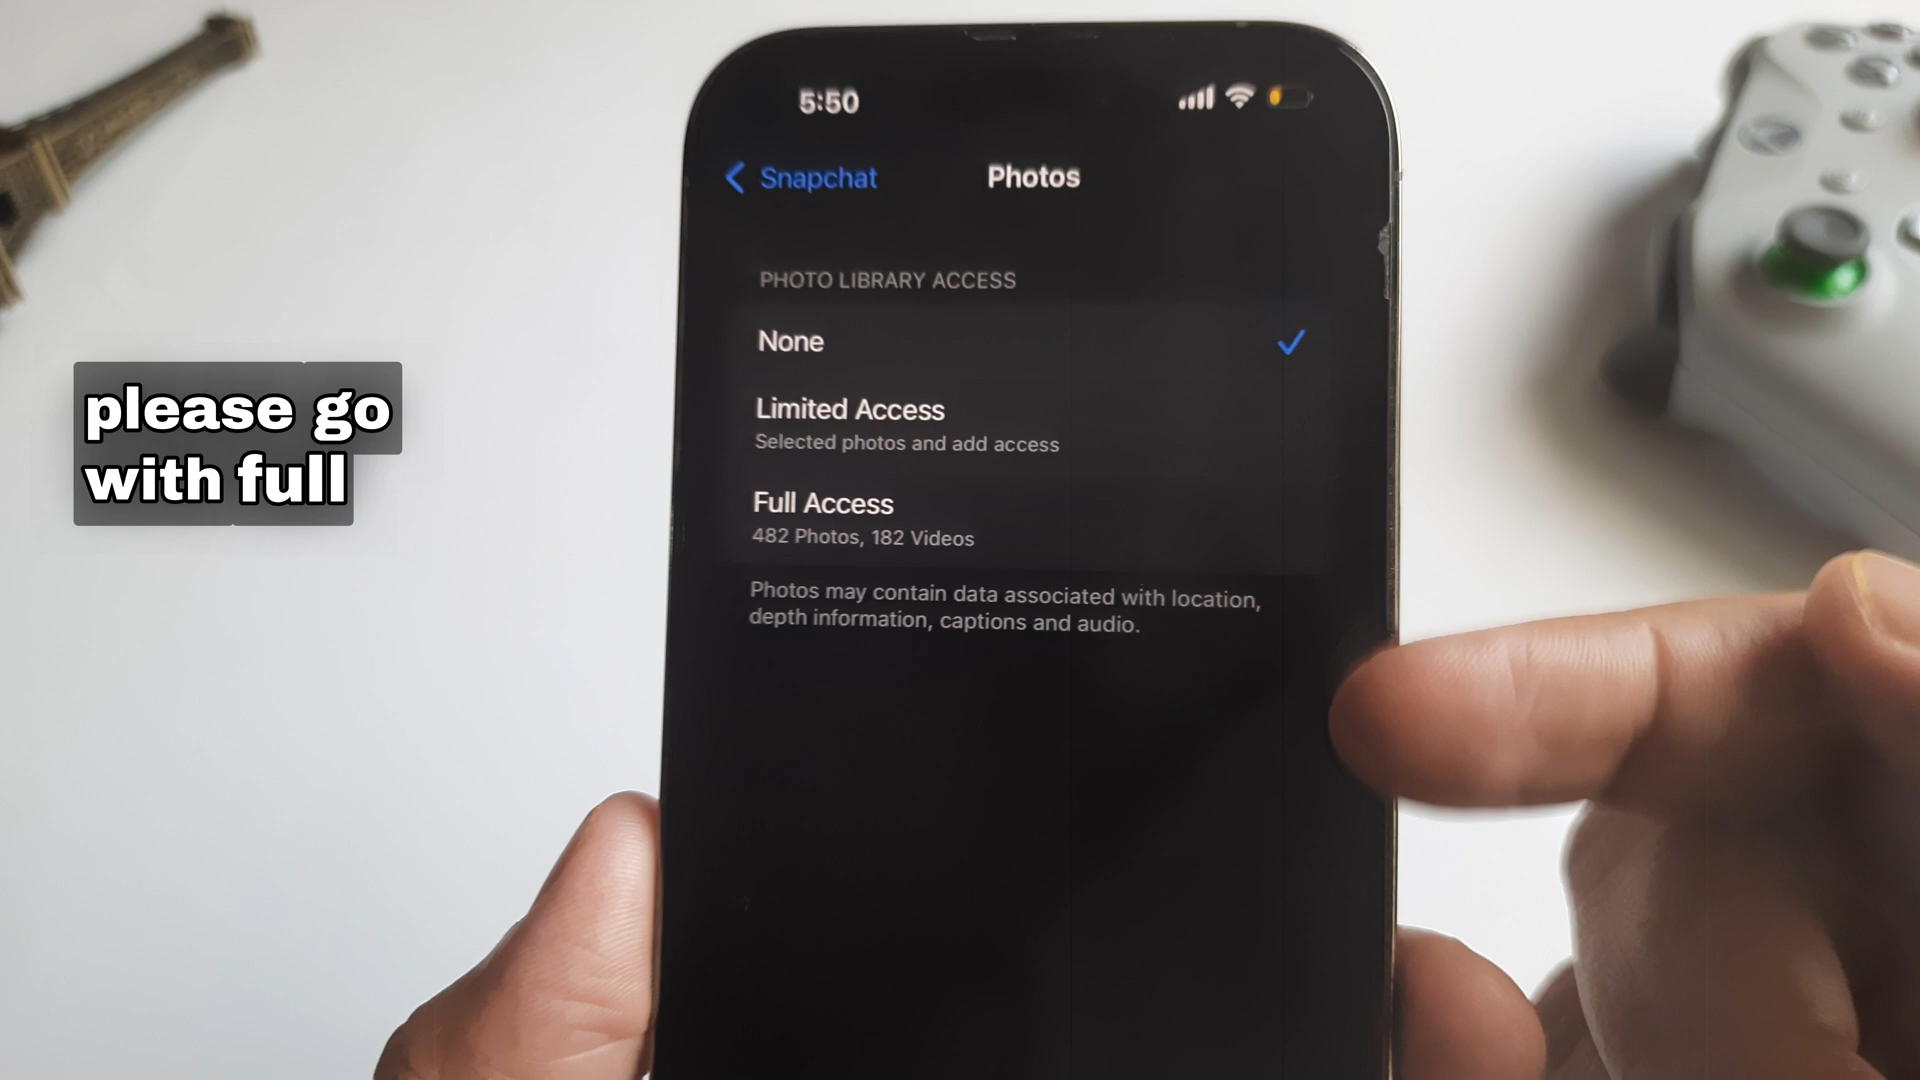 5:50
Snapchat
Photos
PHOTO LIBRARY ACCESS
None
Limited Access
Selected photos and add access
Full Access
482 Photos, 182 Videos
Photos may contain data associated with location,
depth information, captions and audio.
please go
with full